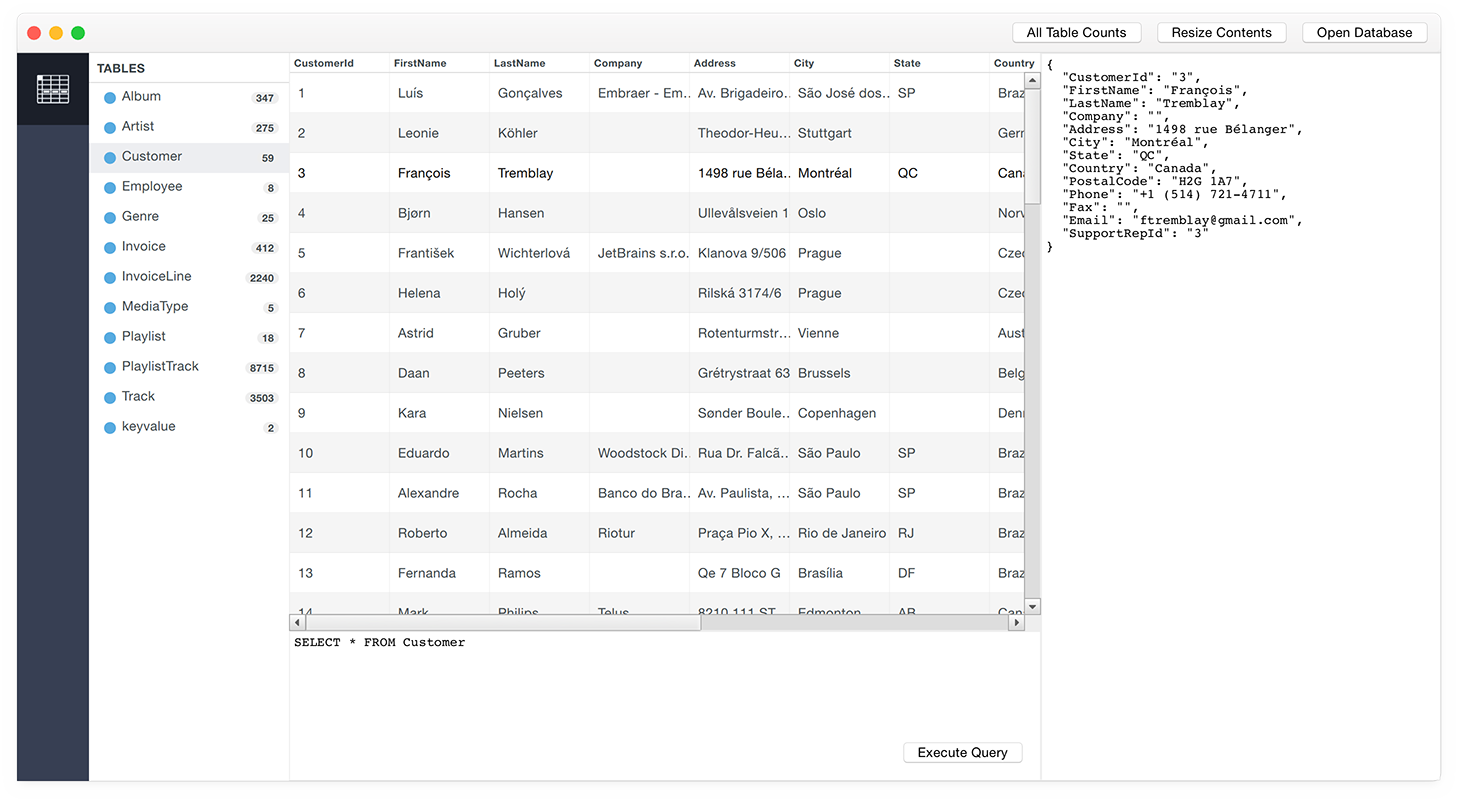 All Table Counts Resize Contents Open Database
TABLES
Album 347
Artist 275
Customer 59
Employee 8
Genre 25
Invoice 412
InvoiceLine 2240
MediaType 5
Playlist 18
PlaylistTrack 8715
Track 3503
keyvalue 2
CustomerId FirstName LastName Company Address City State Country
1 Luís Gonçalves Embraer - Em... Av. Brigadeiro... São José dos... SP Braz
2 Leonie Köhler Theodor-Heu... Stuttgart Gern
3 François Tremblay 1498 rue Béla... Montréal QC Cana
4 Bjørn Hansen Ullevålsveien 1 Oslo Norw
5 František Wichterlová JetBrains s.r.o. Klanova 9/506 Prague Czec
6 Helena Holý Rilská 3174/6 Prague Czec
7 Astrid Gruber Rotenturmstr... Vienne Aust
8 Daan Peeters Grétrystraat 63 Brussels Belg
9 Kara Nielsen Sønder Boule... Copenhagen Denn
10 Eduardo Martins Woodstock Di... Rua Dr. Falcã... São Paulo SP Braz
11 Alexandre Rocha Banco do Bra... Av. Paulista, ... São Paulo SP Braz
12 Roberto Almeida Riotur Praça Pio X, ... Rio de Janeiro RJ Braz
13 Fernanda Ramos Qe 7 Bloco G Brasília DF Braz
14 Mark Philips Telus 8210 111 ST Edmonton AB Cana
SELECT * FROM Customer
Execute Query
{
"CustomerId": "3",
"FirstName": "François",
"LastName": "Tremblay",
"Company": "",
"Address": "1498 rue Bélanger",
"City": "Montréal",
"State": "QC",
"Country": "Canada",
"PostalCode": "H2G 1A7",
"Phone": "+1 (514) 721-4711",
"Fax": "",
"Email": "ftremblay@gmail.com",
"SupportRepId": "3"
}